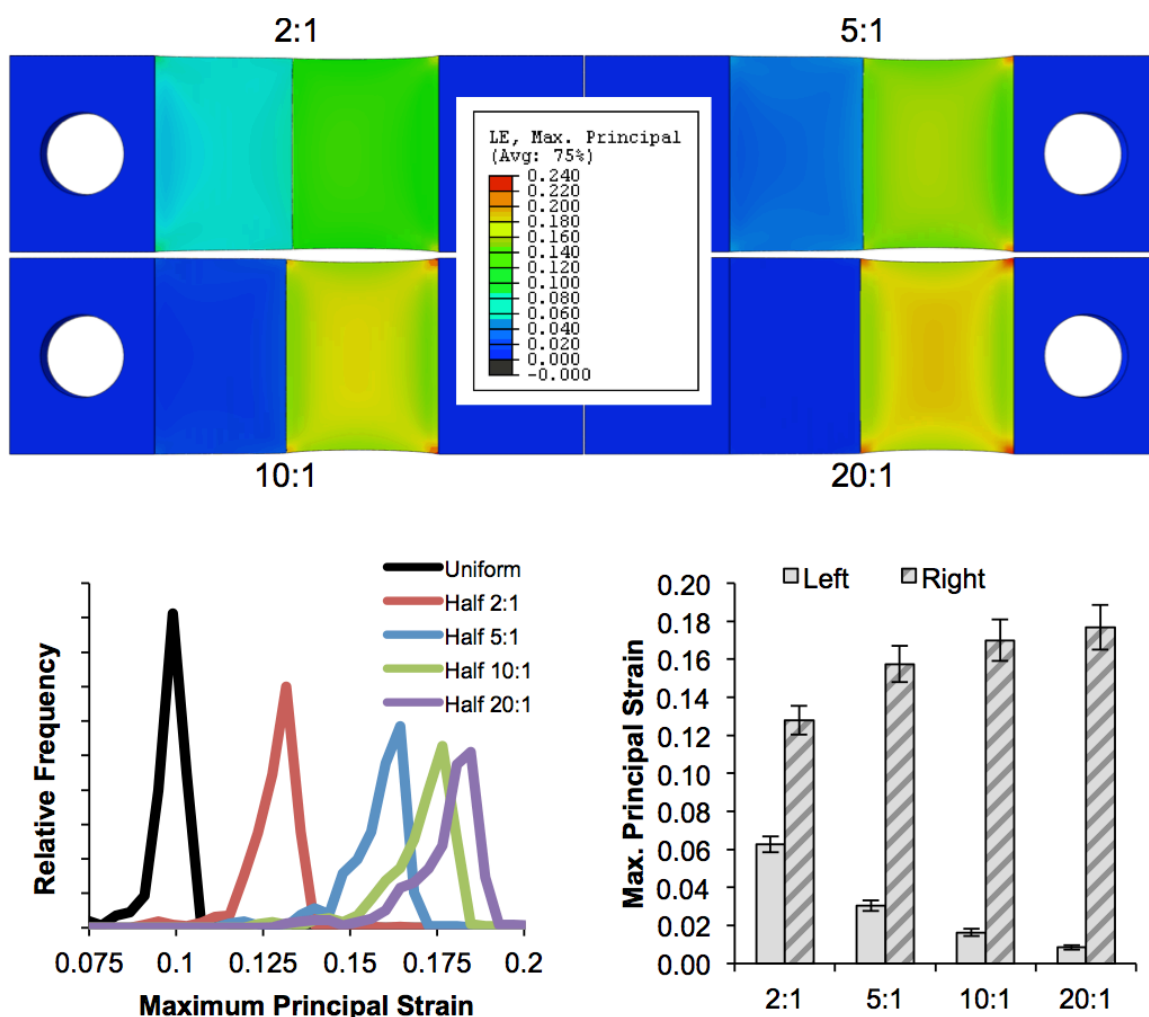 2:1
5:1
LE, Max. Principal
(Avg: 75%)
0.240
0.220
0.200
0.180
0.160
0.140
0.120
0.100
0.080
0.060
0.040
0.020
0.000
-0.000
10:1
20:1
Uniform
Half 2:1
Half 5:1
Half 10:1
Half 20:1
Relative Frequency
0.075 0.1 0.125 0.15 0.175 0.2
Maximum Principal Strain
Left Right
Max. Principal Strain
0.20
0.18
0.16
0.14
0.12
0.10
0.08
0.06
0.04
0.02
0.00
2:1 5:1 10:1 20:1